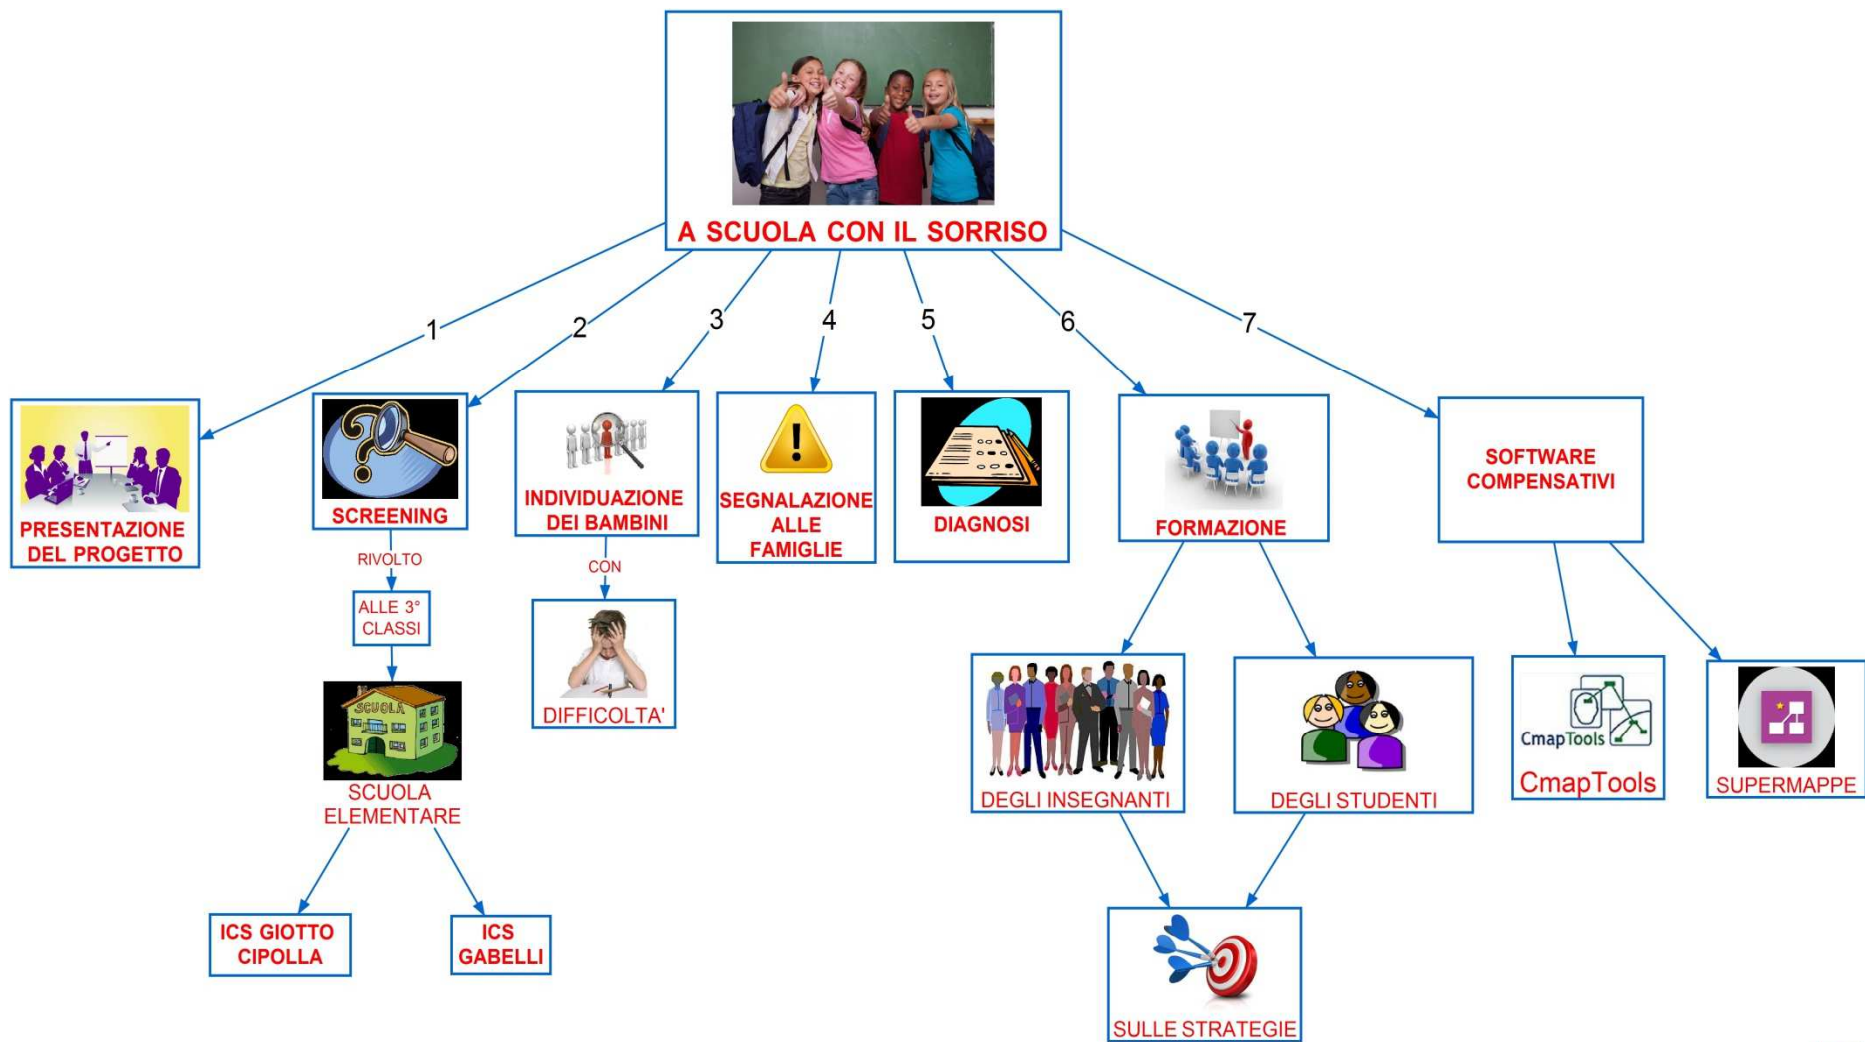 A SCUOLA CON IL SORRISO
1
2
3
4
5
6
7
PRESENTAZIONE
DEL PROGETTO
SCREENING
RIVOLTO
ALLE 3°
CLASSI
SCUOLA
SCUOLA
ELEMENTARE
ICS GIOTTO
CIPOLLA
ICS
GABELLI
INDIVIDUAZIONE
DEI BAMBINI
CON
DIFFICOLTA'
SEGNALAZIONE
ALLE
FAMIGLIE
DIAGNOSI
FORMAZIONE
DEGLI INSEGNANTI
DEGLI STUDENTI
SULLE STRATEGIE
SOFTWARE
COMPENSATIVI
CmapTools
CmapTools
SUPERMAPPE